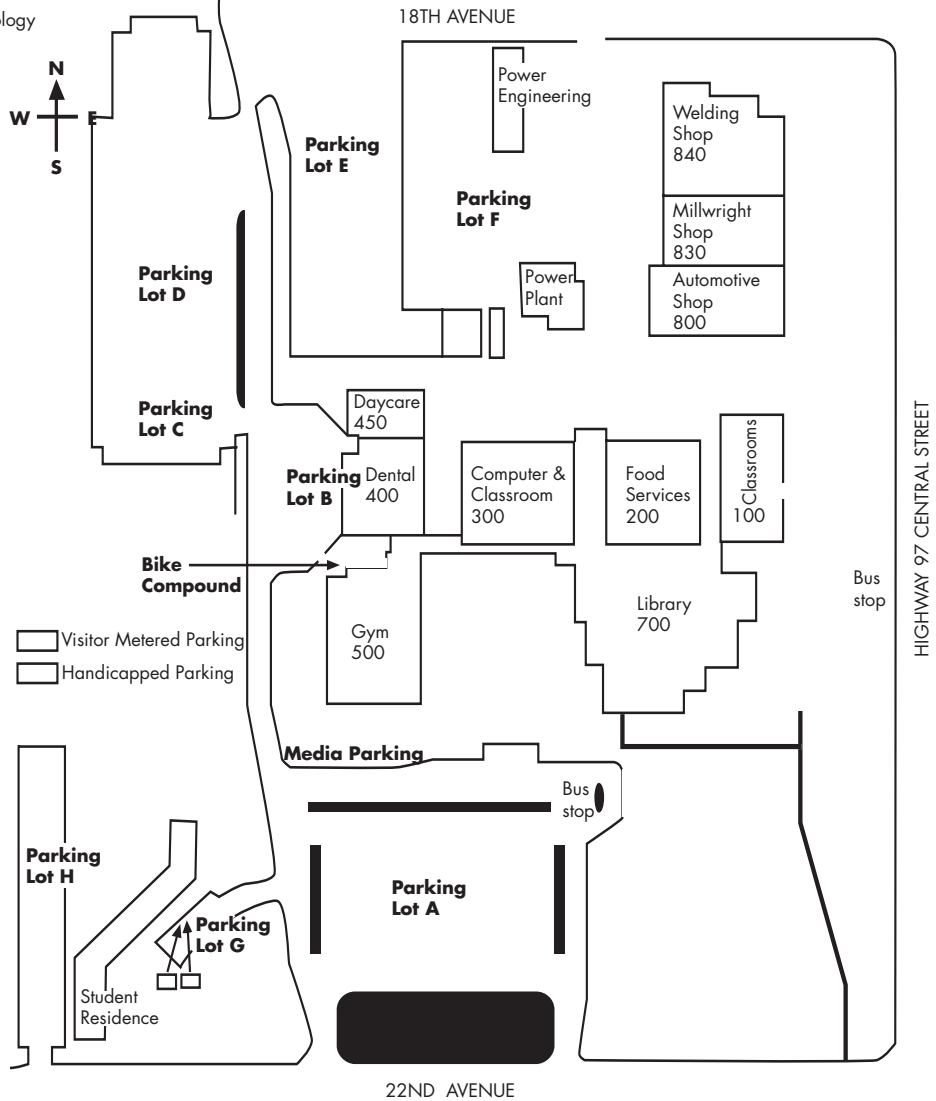 ology
18TH AVENUE
N
W E
S
Power
Engineering
Parking
Lot E
Welding
Shop
840
Parking
Lot F
Millwright
Shop
830
Parking
Lot D
Power
Plant
Automotive
Shop
800
Parking
Lot C
Daycare
450
Parking
Lot B
Dental
400
Computer &
Classroom
300
Food
Services
200
Classrooms
100
HIGHWAY 97 CENTRAL STREET
Bike
Compound
Bus
stop
Library
700
Gym
500
Visitor Metered Parking
Handicapped Parking
Media Parking
Bus
stop
Parking
Lot H
Parking
Lot A
Parking
Lot G
Student
Residence
22ND AVENUE